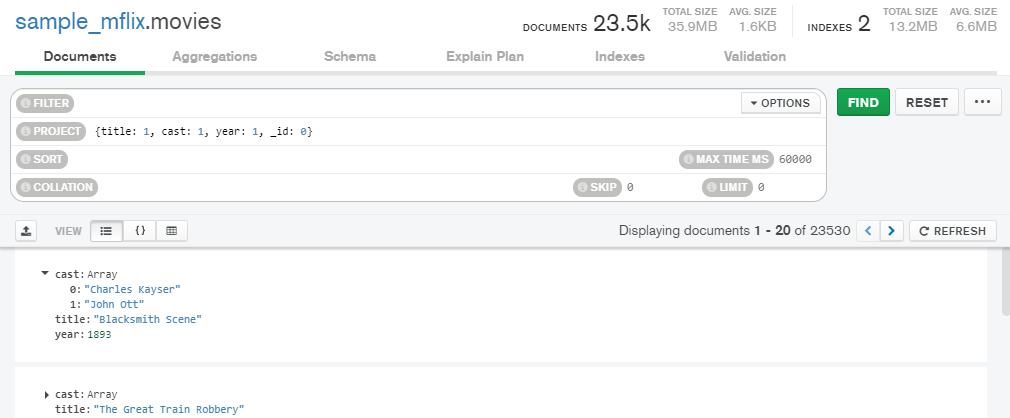 sample_mflix.movies
DOCUMENTS 23.5k TOTAL SIZE 35.9MB AVG. SIZE 1.6KB INDEXES 2 TOTAL SIZE 13.2MB AVG. SIZE 6.6MB
Documents Aggregations Schema Explain Plan Indexes Validation
FILTER OPTIONS FIND RESET ...
PROJECT {title: 1, cast: 1, year: 1, _id: 0}
SORT MAX TIME MS 60000
COLLATION SKIP 0 LIMIT 0
VIEW {} Displaying documents 1 - 20 of 23530 < > REFRESH
cast: Array
0: "Charles Kayser"
1: "John Ott"
title: "Blacksmith Scene"
year: 1893
cast: Array
title: "The Great Train Robbery"